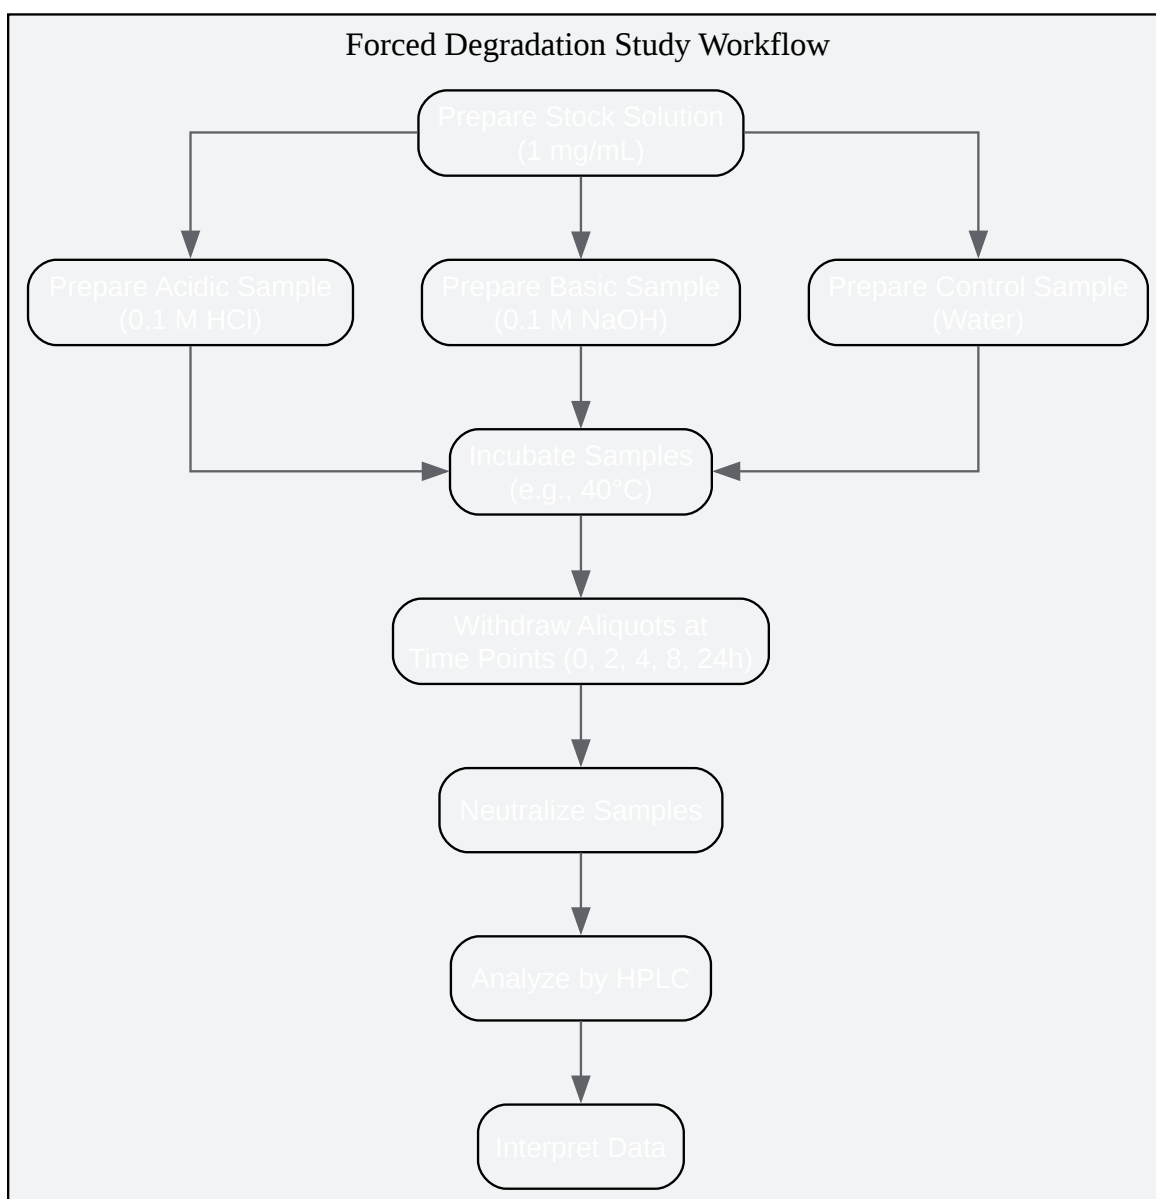 Forced Degradation Study Workflow
Prepare Stock Solution
(1 mg/mL)
Prepare Acidic Sample
(0.1 M HCl)
Prepare Basic Sample
(0.1 M NaOH)
Prepare Control Sample
(Water)
Incubate Samples
(e.g., 40°C)
Withdraw Aliquots at
Time Points (0, 2, 4, 8, 24h)
Neutralize Samples
Analyze by HPLC
Interpret Data